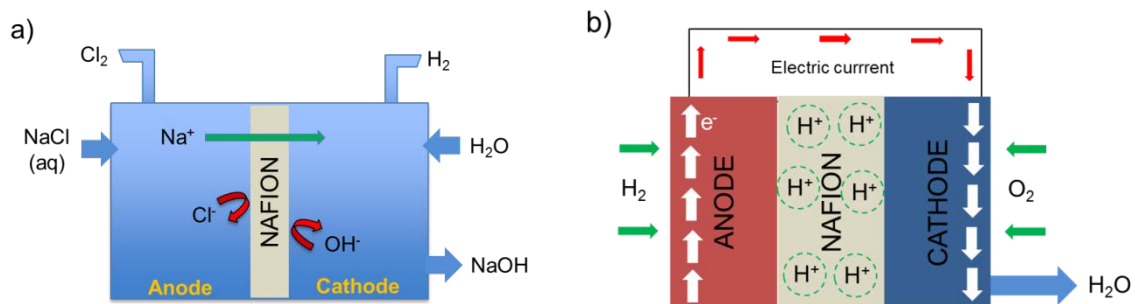 a)
Cl₂
H₂
NaCl
(aq)
Na⁺
H₂O
NAFION
Cl⁻
OH⁻
NaOH
Anode
Cathode
b)
Electric currrent
e⁻
H⁺
H⁺
H₂
ANODE
H⁺
NAFION
H⁺
CATHODE
O₂
H⁺
H⁺
H₂O